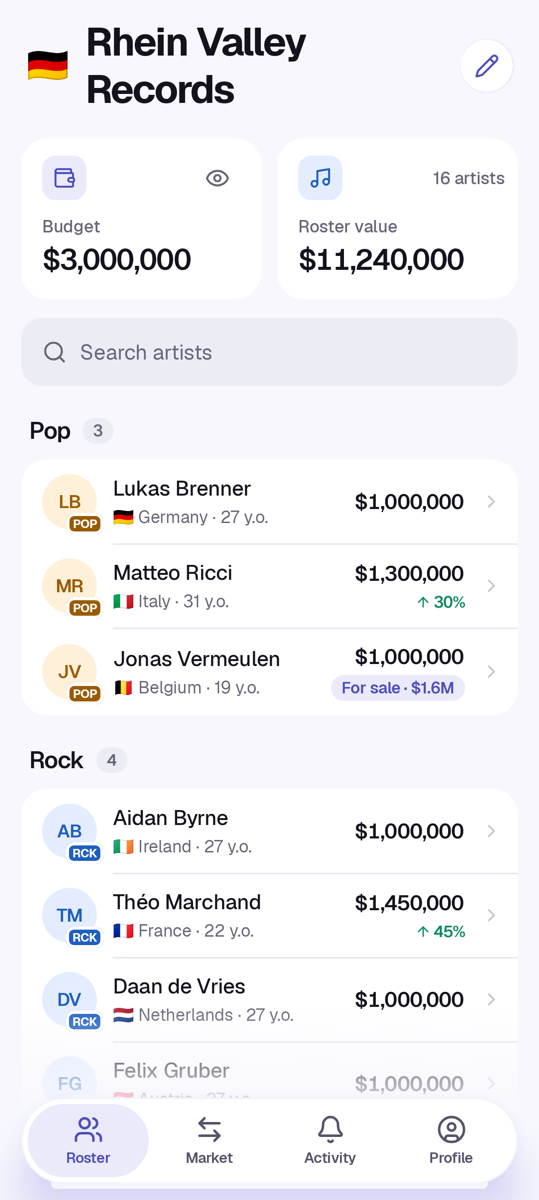 Rhein Valley
Records
16 artists
Budget
$3,000,000
Roster value
$11,240,000
Search artists
Pop 3
LB
POP
Lukas Brenner
Germany · 27 y.o.
$1,000,000
MR
POP
Matteo Ricci
Italy · 31 y.o.
$1,300,000
↑ 30%
JV
POP
Jonas Vermeulen
Belgium · 19 y.o.
$1,000,000
For sale · $1.6M
Rock 4
AB
RCK
Aidan Byrne
Ireland · 27 y.o.
$1,000,000
TM
RCK
Théo Marchand
France · 22 y.o.
$1,450,000
↑ 45%
DV
RCK
Daan de Vries
Netherlands · 27 y.o.
$1,000,000
FG
Felix Gruber
Austria · 27 y.o.
$1,000,000
Roster
Market
Activity
Profile